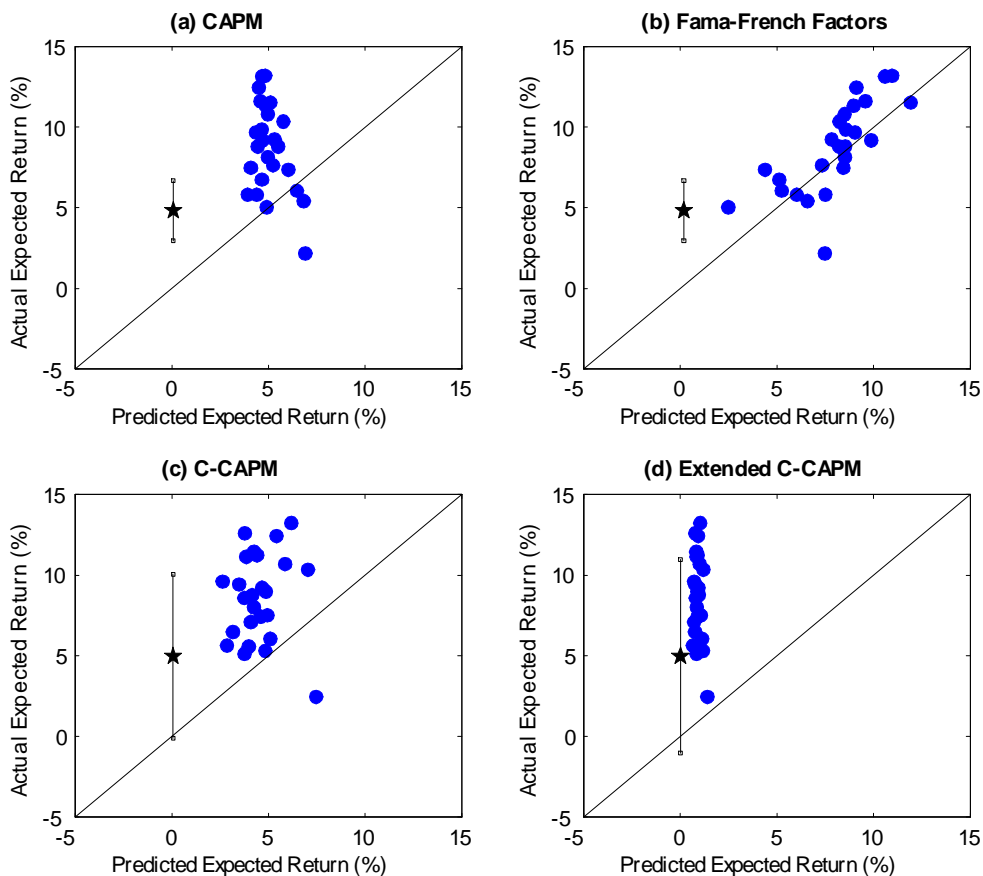 (a) CAPM
15
10
5
0
-5
-5 0 5 10 15
Actual Expected Return (%)
Predicted Expected Return (%)
(b) Fama-French Factors
15
10
5
0
-5
-5 0 5 10 15
Actual Expected Return (%)
Predicted Expected Return (%)
(c) C-CAPM
15
10
5
0
-5
-5 0 5 10 15
Actual Expected Return (%)
Predicted Expected Return (%)
(d) Extended C-CAPM
15
10
5
0
-5
-5 0 5 10 15
Actual Expected Return (%)
Predicted Expected Return (%)